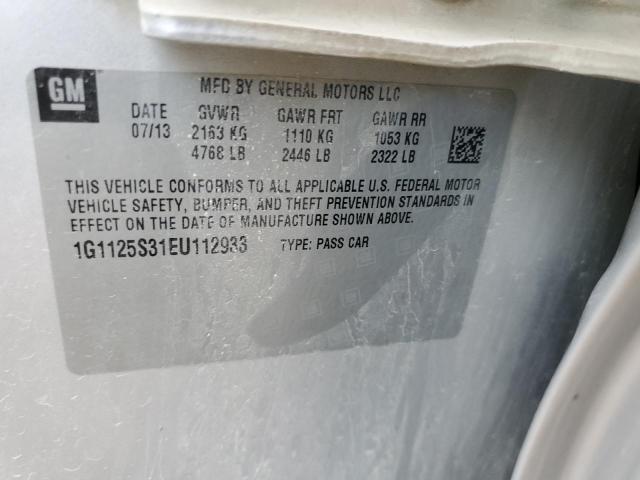 GM
MFD BY GENERAL MOTORS LLC
DATE GVWR GAWR FRT GAWR RR
07/13 2163 KG 1110 KG 1053 KG
4768 LB 2446 LB 2322 LB
THIS VEHICLE CONFORMS TO ALL APPLICABLE U.S. FEDERAL MOTOR
VEHICLE SAFETY, BUMPER, AND THEFT PREVENTION STANDARDS IN
EFFECT ON THE DATE OF MANUFACTURE SHOWN ABOVE.
1G1125S31EU112933 TYPE: PASS CAR